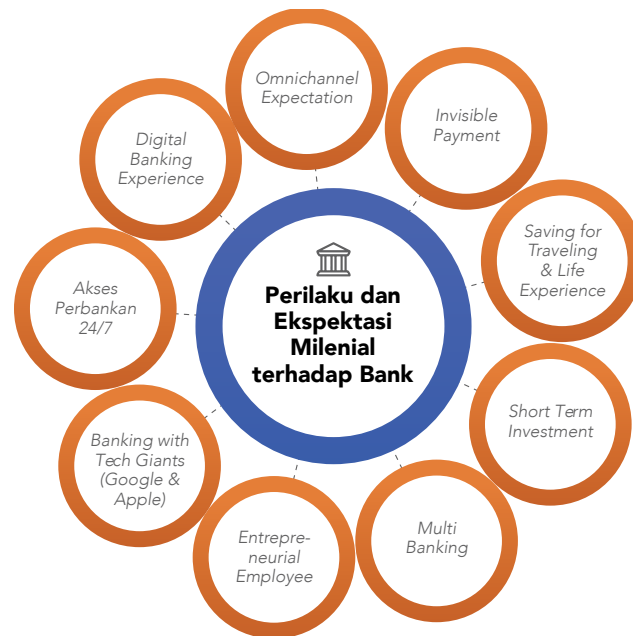 Omnichannel
Expectation
Invisible
Payment
Saving for
Traveling
& Life
Experience
Short Term
Investment
Multi
Banking
Entrepre-
neurial
Employee
Banking with
Tech Giants
(Google &
Apple)
Akses
Perbankan
24/7
Digital
Banking
Experience
Perilaku dan
Ekspektasi
Milenial
terhadap Bank